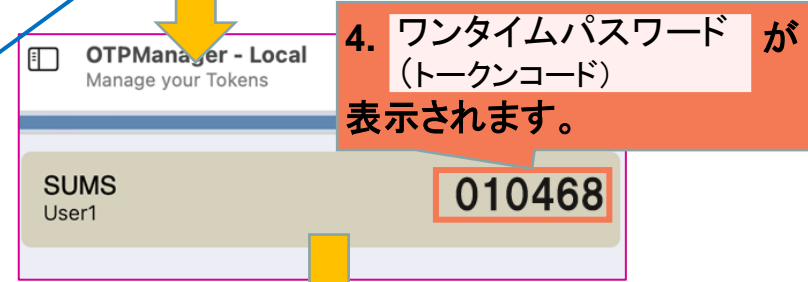 OTPManager - Local
Manage your Tokens
4. ワンタイムパスワード が
（トークンコード）
表示されます。
SUMS
User1
010468